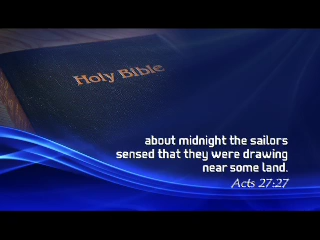 Holy Bible
about midnight the sailors
sensed that they were drawing
near some land.
Acts 27:27